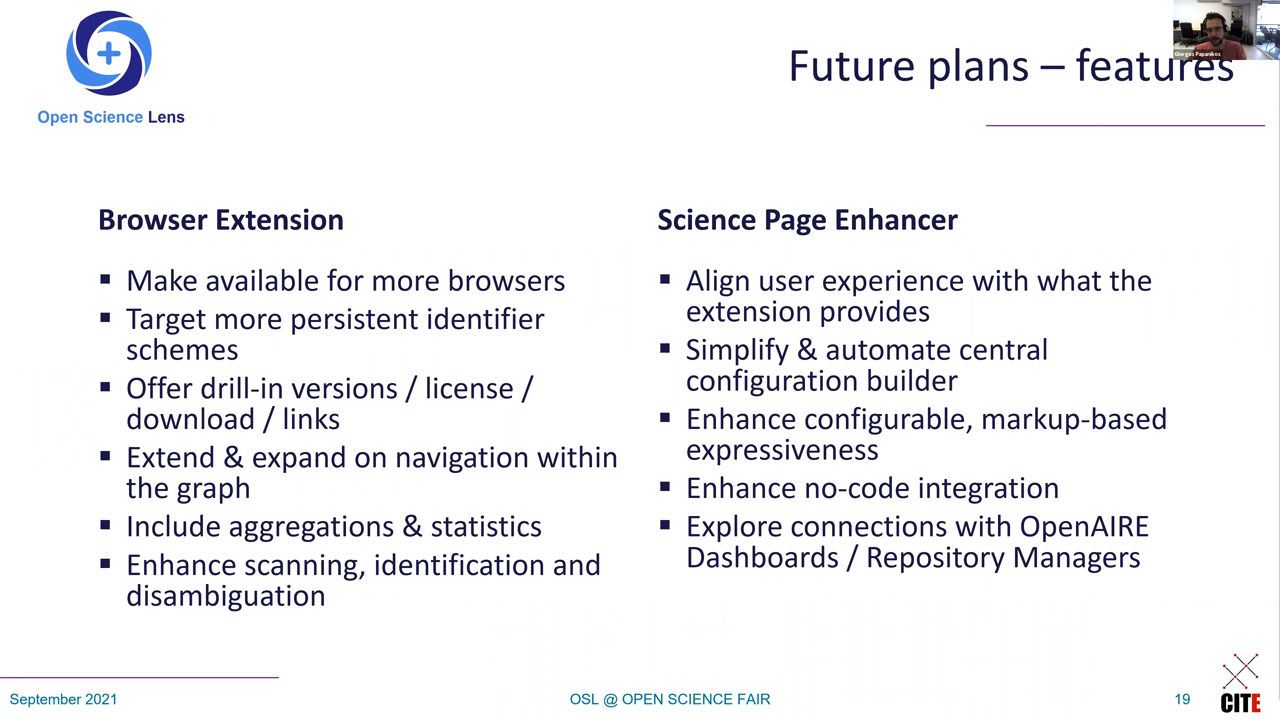 Open Science Lens
Future plans – features
Giorgos Papanikos
Browser Extension
▪ Make available for more browsers
▪ Target more persistent identifier
schemes
▪ Offer drill-in versions / license /
download / links
▪ Extend & expand on navigation within
the graph
▪ Include aggregations & statistics
▪ Enhance scanning, identification and
disambiguation
Science Page Enhancer
▪ Align user experience with what the
extension provides
▪ Simplify & automate central
configuration builder
▪ Enhance configurable, markup-based
expressiveness
▪ Enhance no-code integration
▪ Explore connections with OpenAIRE
Dashboards / Repository Managers
September 2021
OSL @ OPEN SCIENCE FAIR
19
CITE